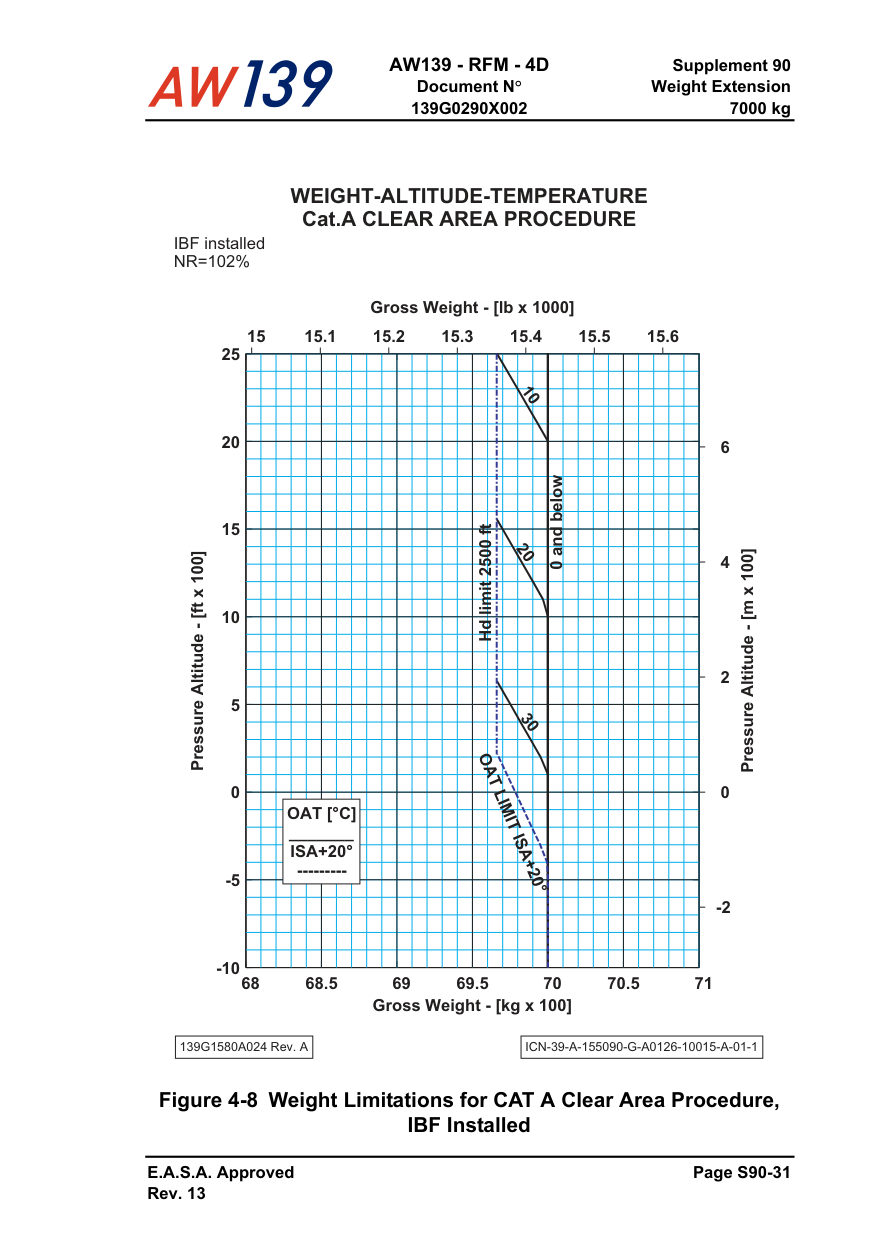 AW139
AW139 - RFM - 4D
Document N°
139G0290X002
Supplement 90
Weight Extension
7000 kg
WEIGHT-ALTITUDE-TEMPERATURE
Cat.A CLEAR AREA PROCEDURE
IBF installed
NR=102%
Gross Weight - [lb x 1000]
15 15.1 15.2 15.3 15.4 15.5 15.6
25
20
15
10
5
0
-5
-10
Pressure Altitude - [ft x 100]
10
20
30
0 and below
Hd limit 2500 ft
OAT LIMIT ISA+20°
OAT [°C]
ISA+20°
---------
6
4
2
0
-2
Pressure Altitude - [m x 100]
68 68.5 69 69.5 70 70.5 71
Gross Weight - [kg x 100]
139G1580A024 Rev. A
ICN-39-A-155090-G-A0126-10015-A-01-1
Figure 4-8 Weight Limitations for CAT A Clear Area Procedure,
IBF Installed
E.A.S.A. Approved
Rev. 13
Page S90-31